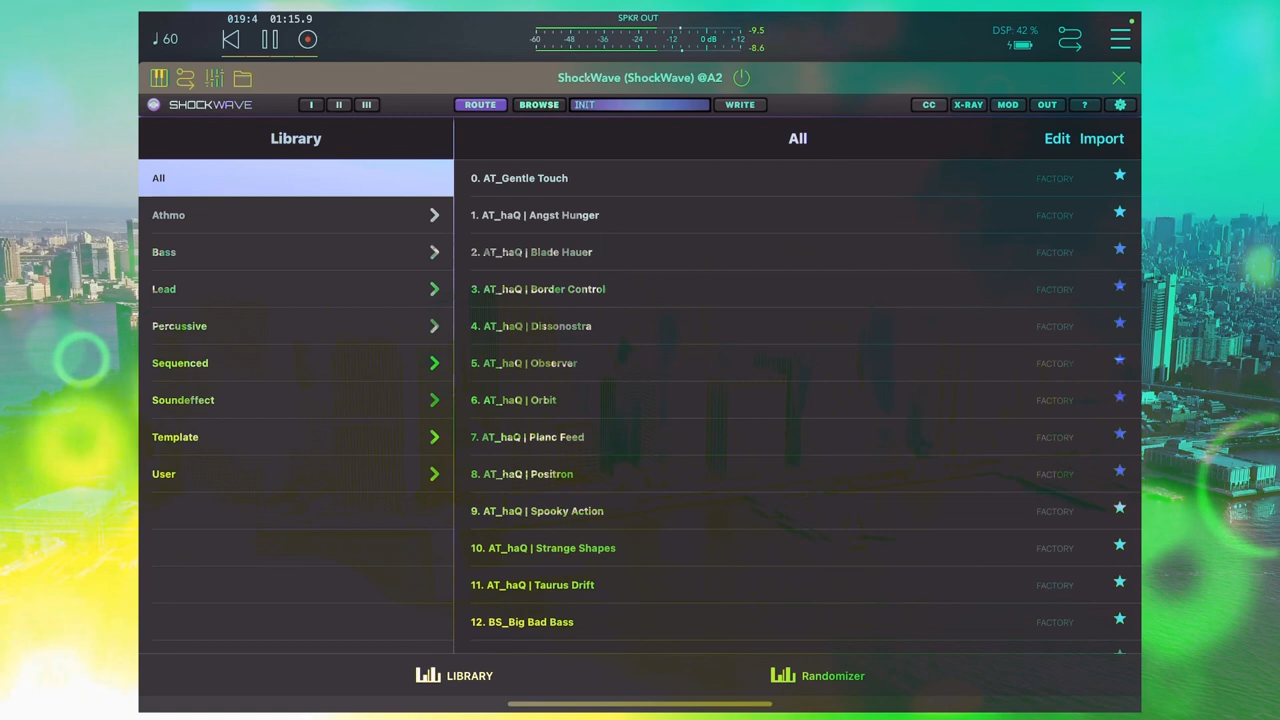 019:4 01:15.9
SPKR OUT
♩60
-60 -48 -36 -24 -12 0 dB +12
-9.5
-8.6
DSP: 42 %
ShockWave (ShockWave) @A2
SHOCKWAVE
I II III
ROUTE BROWSE INIT WRITE
CC X-RAY MOD OUT ?
Library
All
Edit Import
All
Athmo
Bass
Lead
Percussive
Sequenced
Soundeffect
Template
User
0. AT_Gentle Touch FACTORY
1. AT_haQ | Angst Hunger FACTORY
2. AT_haQ | Blade Hauer FACTORY
3. AT_haQ | Border Control FACTORY
4. AT_haQ | Dissonostra FACTORY
5. AT_haQ | Observer FACTORY
6. AT_haQ | Orbit FACTORY
7. AT_haQ | Planc Feed FACTORY
8. AT_haQ | Positron FACTORY
9. AT_haQ | Spooky Action FACTORY
10. AT_haQ | Strange Shapes FACTORY
11. AT_haQ | Taurus Drift FACTORY
12. BS_Big Bad Bass FACTORY
LIBRARY
Randomizer